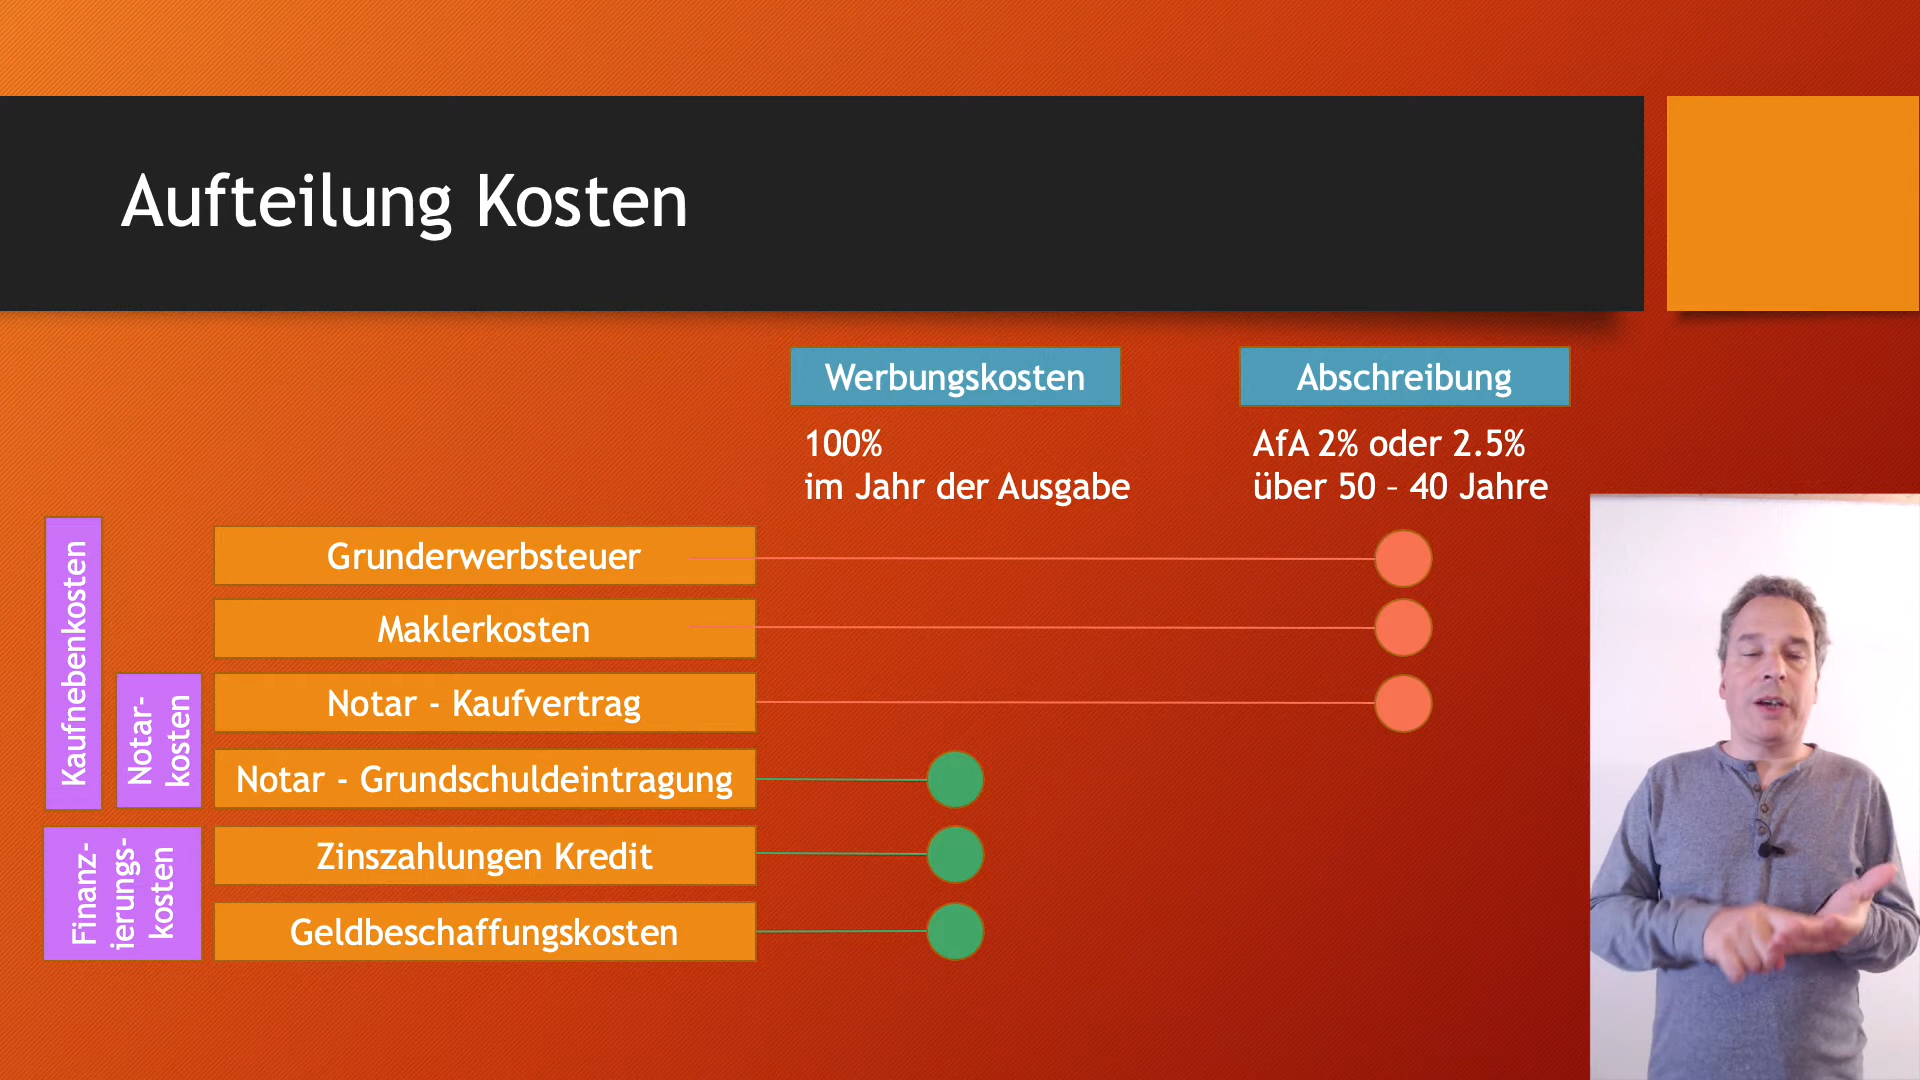 Aufteilung Kosten
Werbungskosten
Abschreibung
100%
im Jahr der Ausgabe
AfA 2% oder 2.5%
über 50 – 40 Jahre
Kaufnebenkosten
Notar-
kosten
Finanz-
ierungs-
kosten
Grunderwerbsteuer
Maklerkosten
Notar - Kaufvertrag
Notar - Grundschuldeintragung
Zinszahlungen Kredit
Geldbeschaffungskosten